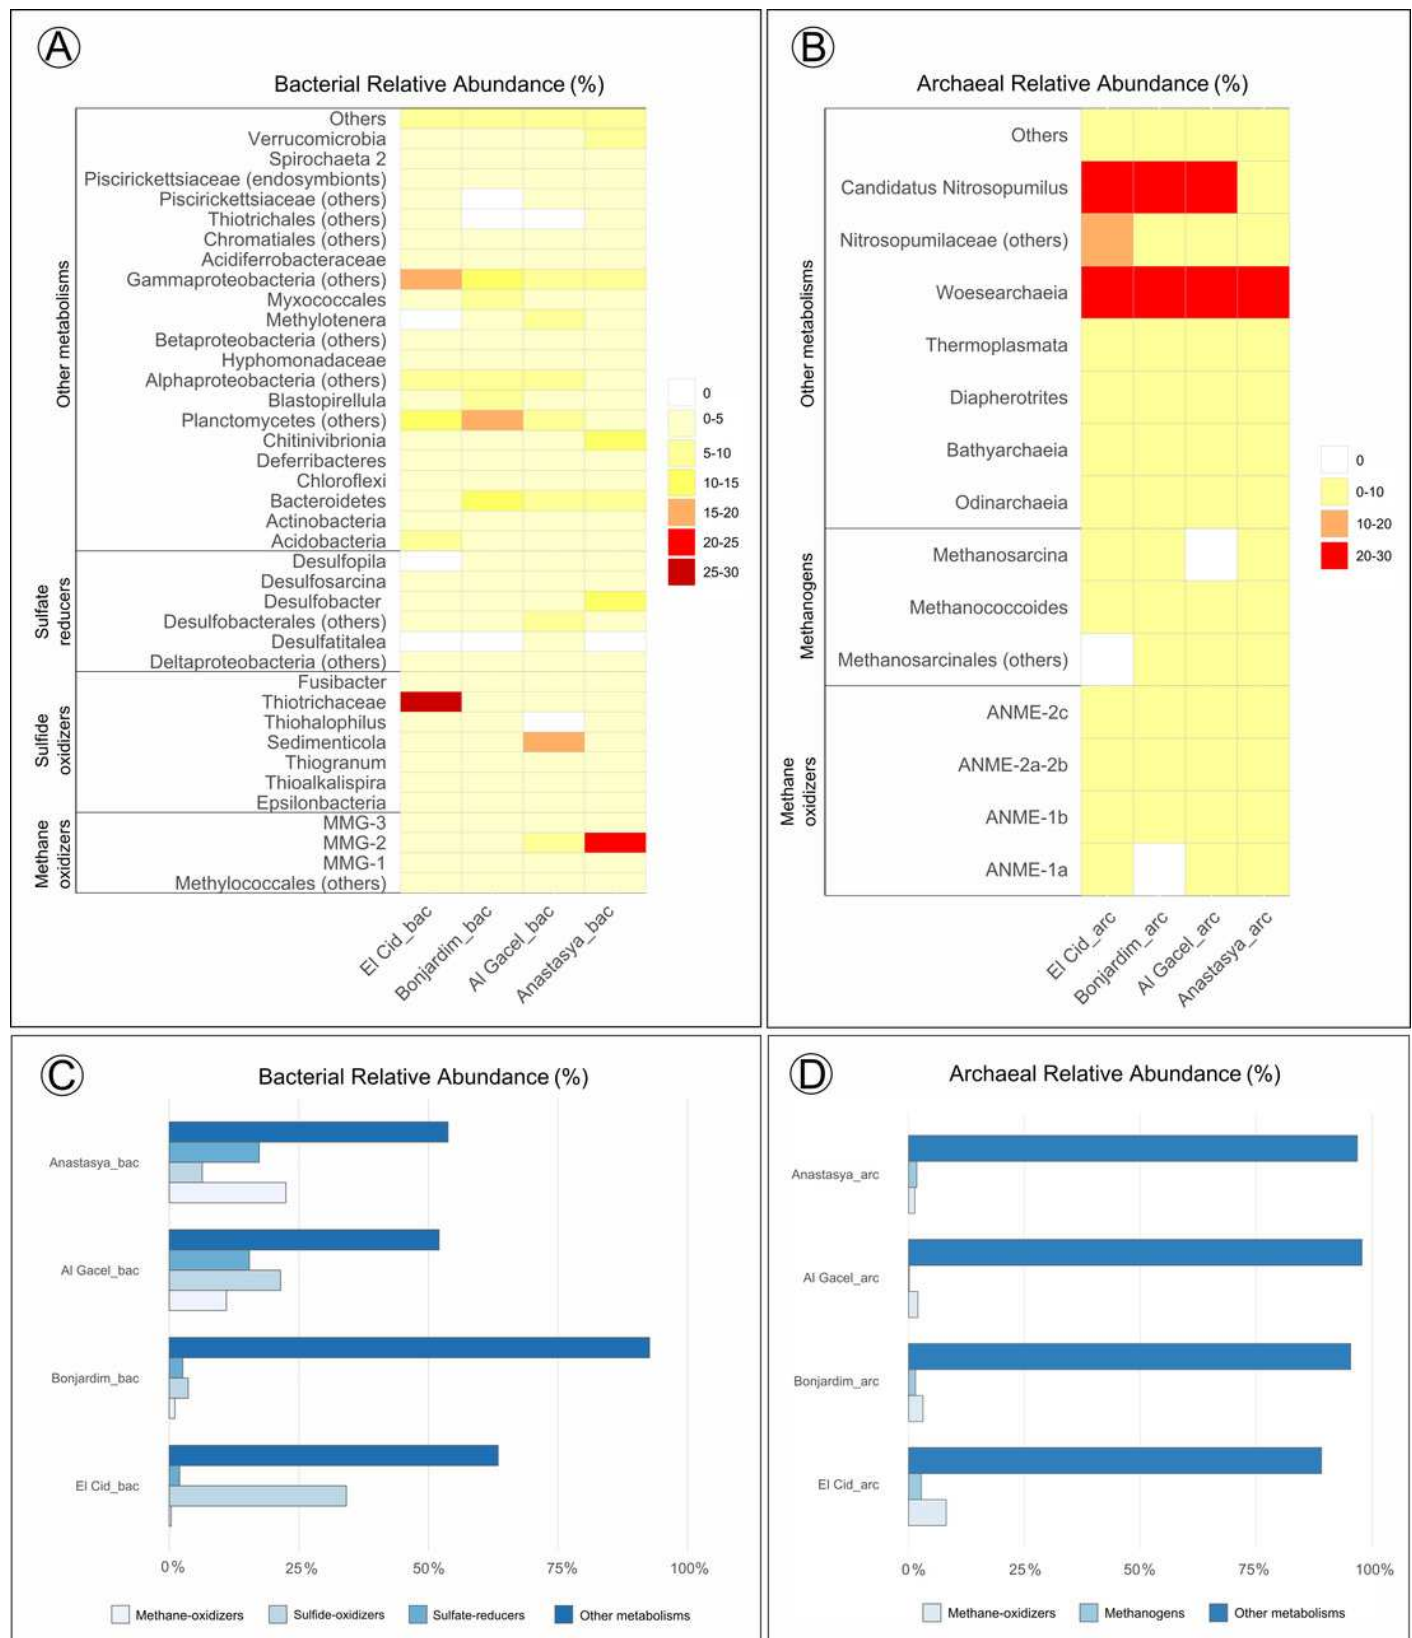 A
Bacterial Relative Abundance (%)
Others
Verrucomicrobia
Spirochaeta 2
Piscirickettsiaceae (endosymbionts)
Piscirickettsiaceae (others)
Thiotrichales (others)
Chromatiales (others)
Acidiferrobacteraceae
Gammaproteobacteria (others)
Myxococcales
Methylotenera
Betaproteobacteria (others)
Hyphomonadaceae
Alphaproteobacteria (others)
Blastopirellula
Planctomycetes (others)
Chitinivibrionia
Deferribacteres
Chloroflexi
Bacteroidetes
Actinobacteria
Acidobacteria
Desulfopila
Desulfosarcina
Desulfobacter
Desulfobacterales (others)
Desulfatitalea
Deltaproteobacteria (others)
Fusibacter
Thiotrichaceae
Thiohalophilus
Sedimenticola
Thiogranum
Thioalkalispira
Epsilonbacteria
MMG-3
MMG-2
MMG-1
Methylococcales (others)
Other metabolisms
Sulfate
reducers
Sulfide
oxidizers
Methane
oxidizers
0
0-5
5-10
10-15
15-20
20-25
25-30
El Cid_bac
Bonjardim_bac
Al Gacel_bac
Anastasya_bac
B
Archaeal Relative Abundance (%)
Others
Candidatus Nitrosopumilus
Nitrosopumilaceae (others)
Woesearchaeia
Thermoplasmata
Diapherotrites
Bathyarchaeia
Odinarchaeia
Methanosarcina
Methanococcoides
Methanosarcinales (others)
ANME-2c
ANME-2a-2b
ANME-1b
ANME-1a
Other metabolisms
Methanogens
Methane
oxidizers
0
0-10
10-20
20-30
El Cid_arc
Bonjardim_arc
Al Gacel_arc
Anastasya_arc
C
Bacterial Relative Abundance (%)
Anastasya_bac
Al Gacel_bac
Bonjardim_bac
El Cid_bac
0% 25% 50% 75% 100%
Methane-oxidizers Sulfide-oxidizers Sulfate-reducers Other metabolisms
D
Archaeal Relative Abundance (%)
Anastasya_arc
Al Gacel_arc
Bonjardim_arc
El Cid_arc
0% 25% 50% 75% 100%
Methane-oxidizers Methanogens Other metabolisms